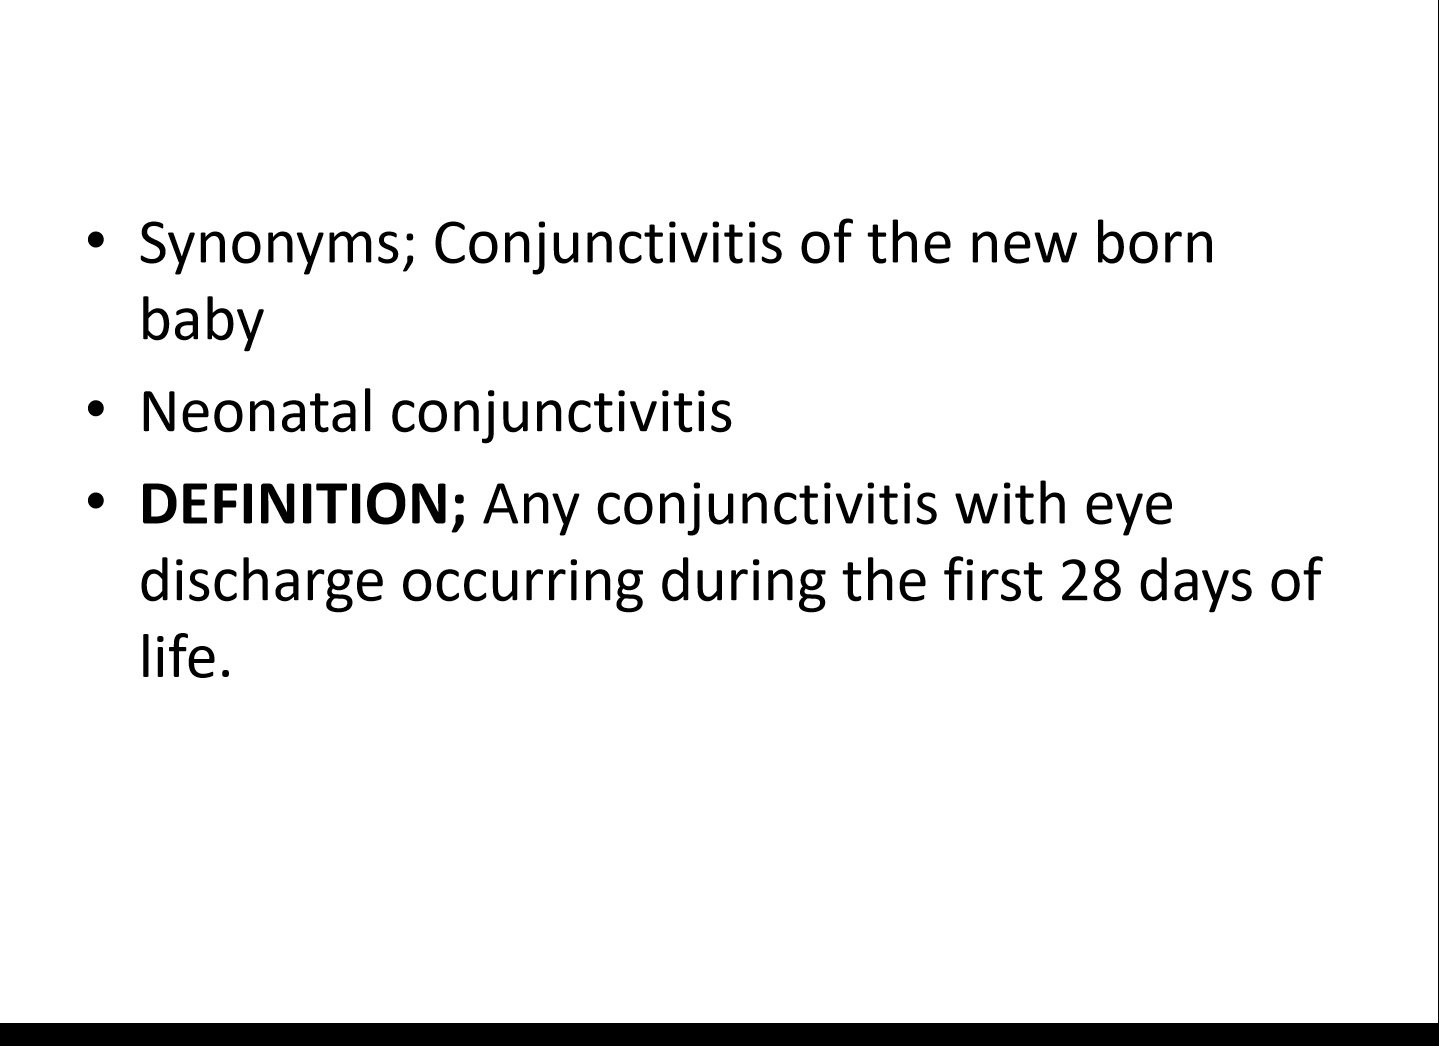 • Synonyms; Conjunctivitis of the new born
baby
• Neonatal conjunctivitis
• DEFINITION; Any conjunctivitis with eye
discharge occurring during the first 28 days of
life.